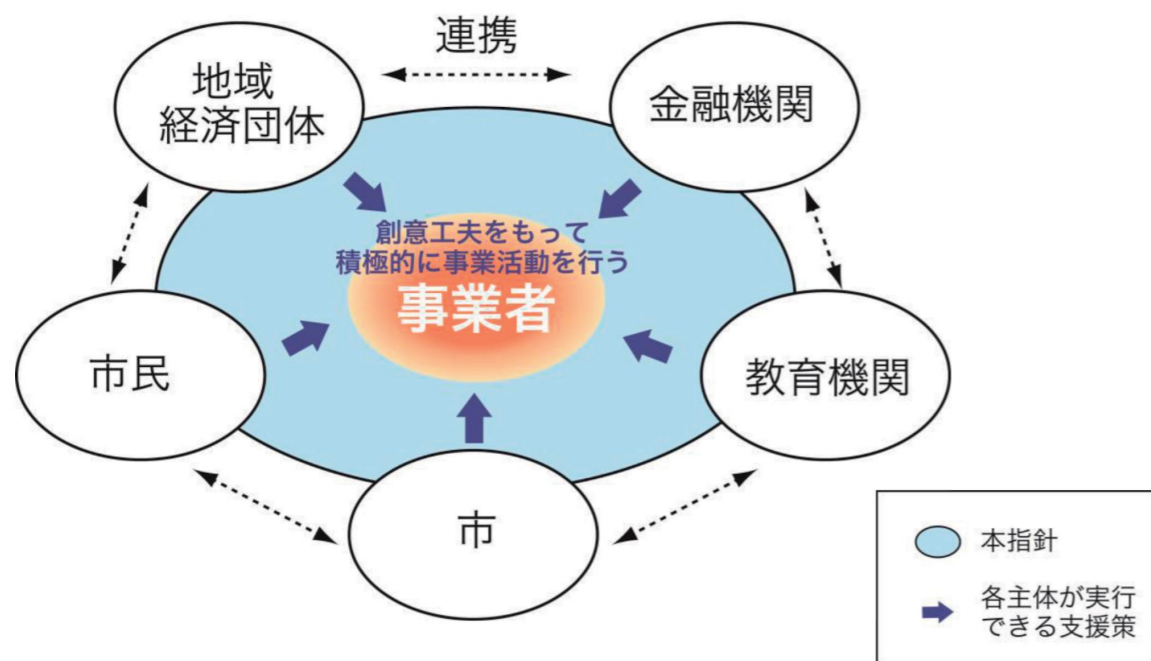 連携
地域
経済団体
金融機関
創意工夫をもって
積極的に事業活動を行う
事業者
市民
教育機関
市
本指針
各主体が実行
できる支援策